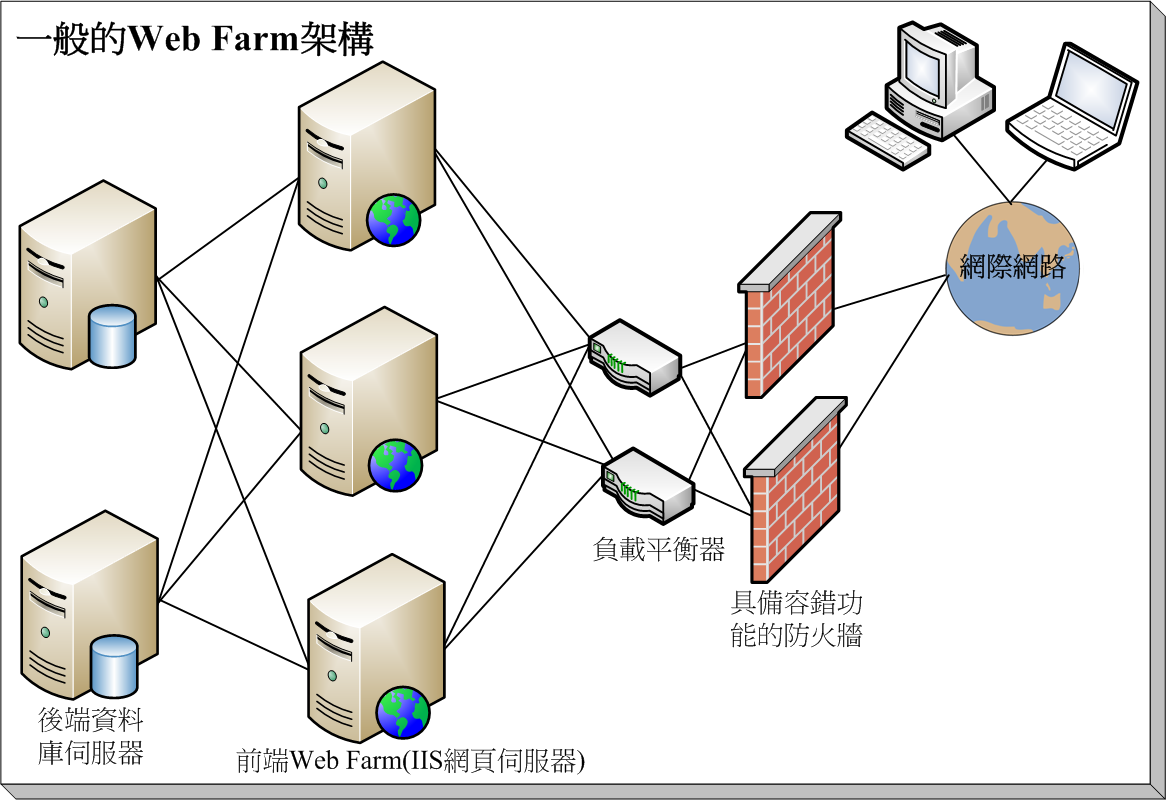 一般的Web Farm架構
網際網路
負載平衡器
具備容錯功
能的防火牆
後端資料
庫伺服器
前端Web Farm(IIS網頁伺服器)